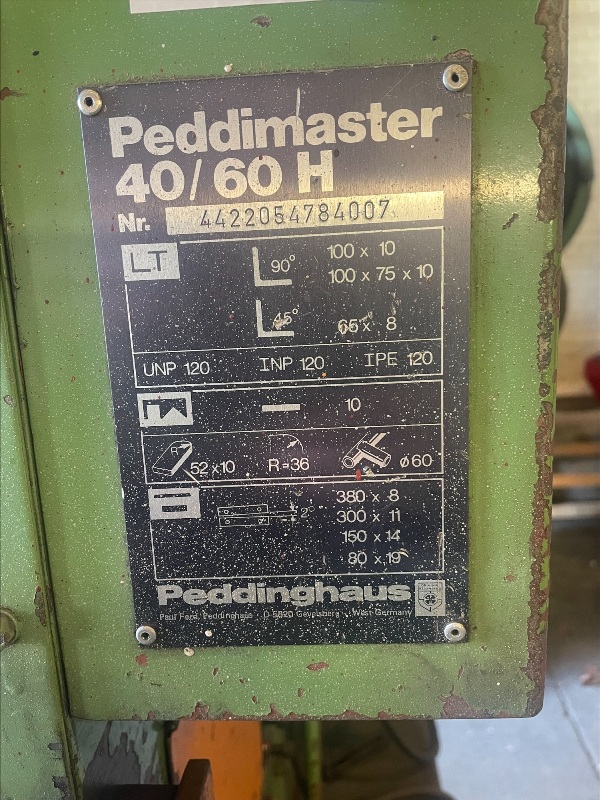 Peddimaster
40/60 H
Nr. 4422054784007
LT
90° 100 x 10
100 x 75 x 10
45° 65 x 8
UNP 120 INP 120 IPE 120
10
R 52x10 R=36 ø60
2° 380 x 8
300 x 11
150 x 14
80 x 19
Peddinghaus
Paul Ferd. Peddinghaus D 5820 Gevelsberg West Germany